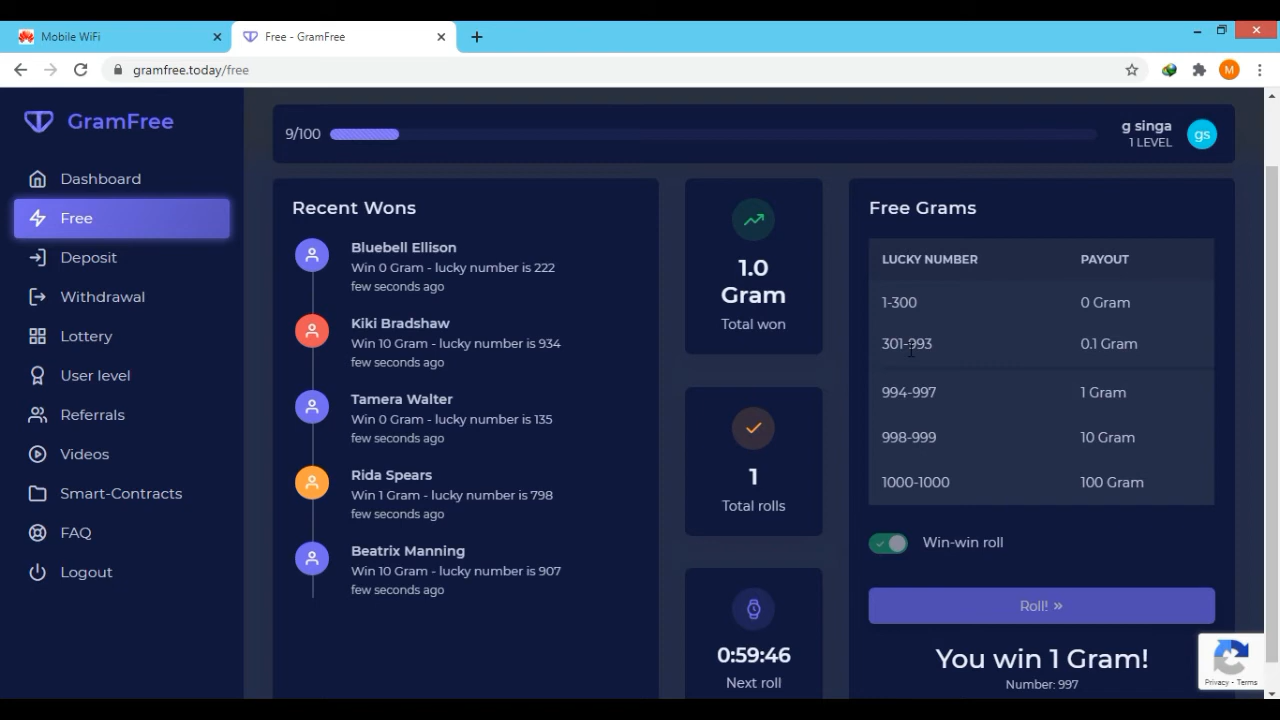 Mobile WiFi
Free - GramFree
gramfree.today/free
M
GramFree
Dashboard
Free
Deposit
Withdrawal
Lottery
User level
Referrals
Videos
Smart-Contracts
FAQ
Logout
9/100
g singa
1 LEVEL
gs
Recent Wons
Bluebell Ellison
Win 0 Gram - lucky number is 222
few seconds ago
Kiki Bradshaw
Win 10 Gram - lucky number is 934
few seconds ago
Tamera Walter
Win 0 Gram - lucky number is 135
few seconds ago
Rida Spears
Win 1 Gram - lucky number is 798
few seconds ago
Beatrix Manning
Win 10 Gram - lucky number is 907
few seconds ago
1.0
Gram
Total won
1
Total rolls
0:59:46
Next roll
Free Grams
LUCKY NUMBER PAYOUT
1-300 0 Gram
301-993 0.1 Gram
994-997 1 Gram
998-999 10 Gram
1000-1000 100 Gram
Win-win roll
Roll! »
You win 1 Gram!
Number: 997
Privacy - Terms